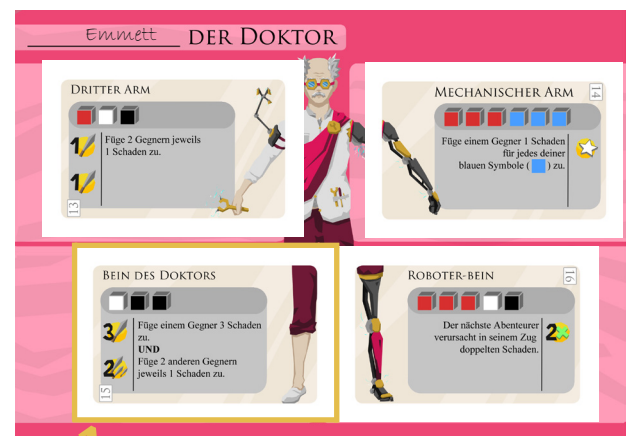 Emmett DER DOKTOR
DRITTER ARM
1 Füge 2 Gegnern jeweils
1 Schaden zu.
1
13
MECHANISCHER ARM
14
Füge einem Gegner 1 Schaden
für jedes deiner
blauen Symbole ( ) zu.
BEIN DES DOKTORS
3 Füge einem Gegner 3 Schaden
zu.
UND
2 Füge 2 anderen Gegnern
jeweils 1 Schaden zu.
15
ROBOTER-BEIN
16
Der nächste Abenteurer
verursacht in seinem Zug
doppelten Schaden.
2